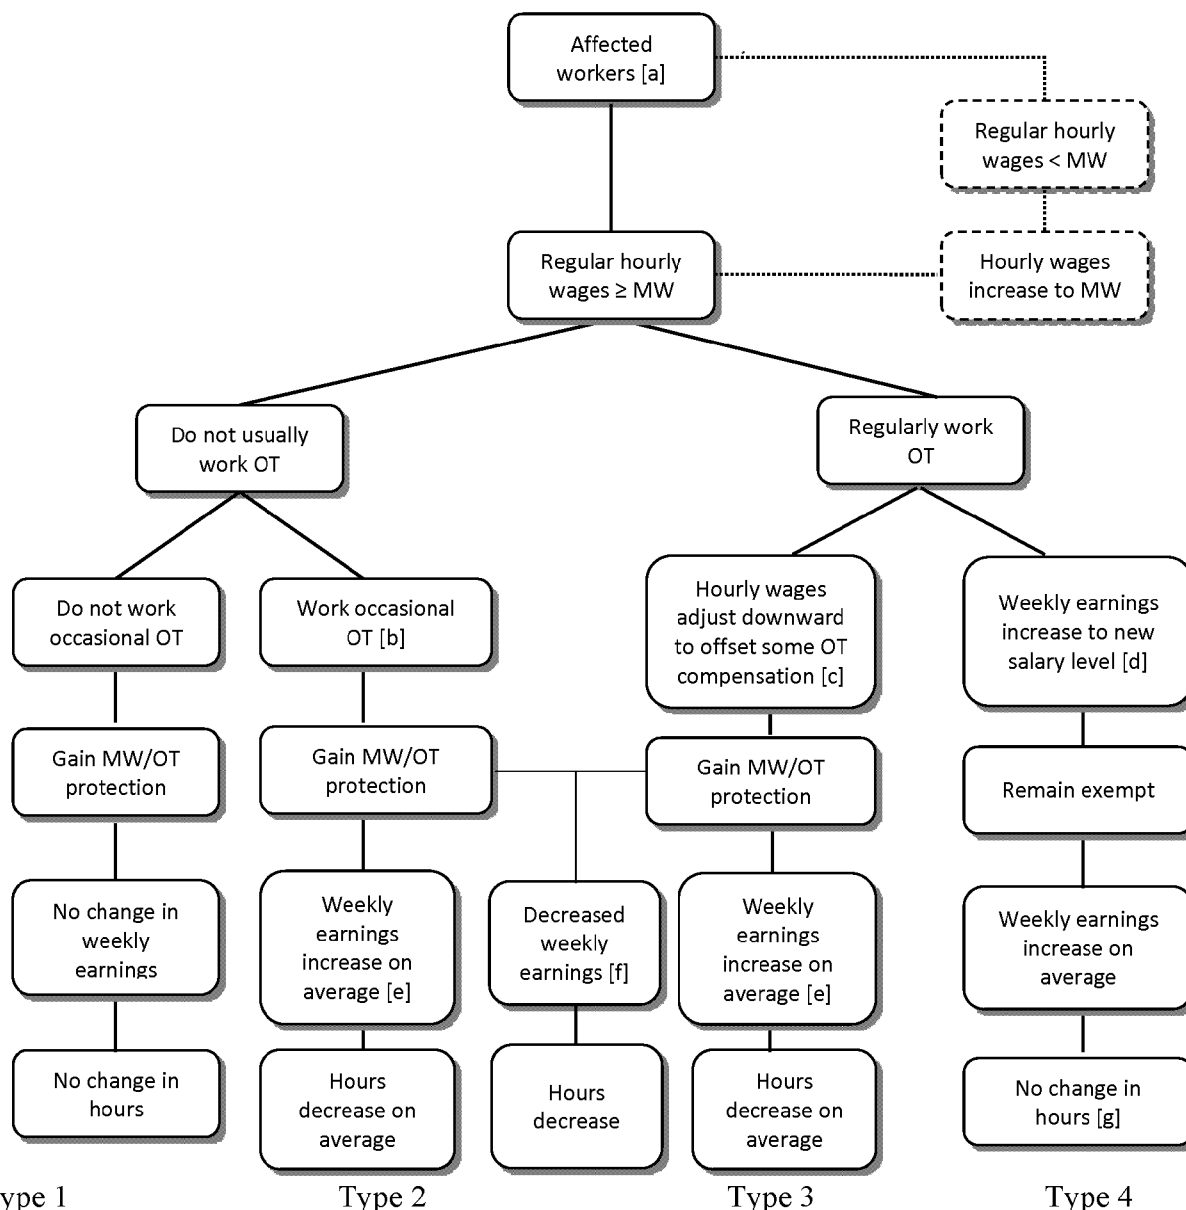 Affected
workers [a]
Regular hourly
wages < MW
Regular hourly
wages ≥ MW
Hourly wages
increase to MW
Do not usually
work OT
Regularly work
OT
Do not work
occasional OT
Work occasional
OT [b]
Hourly wages
adjust downward
to offset some OT
compensation [c]
Weekly earnings
increase to new
salary level [d]
Gain MW/OT
protection
Gain MW/OT
protection
Gain MW/OT
protection
Remain exempt
No change in
weekly
earnings
Weekly
earnings
increase on
average [e]
Decreased
weekly
earnings [f]
Weekly
earnings
increase on
average [e]
Weekly earnings
increase on
average
No change in
hours
Hours
decrease on
average
Hours
decrease
Hours
decrease on
average
No change in
hours [g]
ype 1
Type 2
Type 3
Type 4